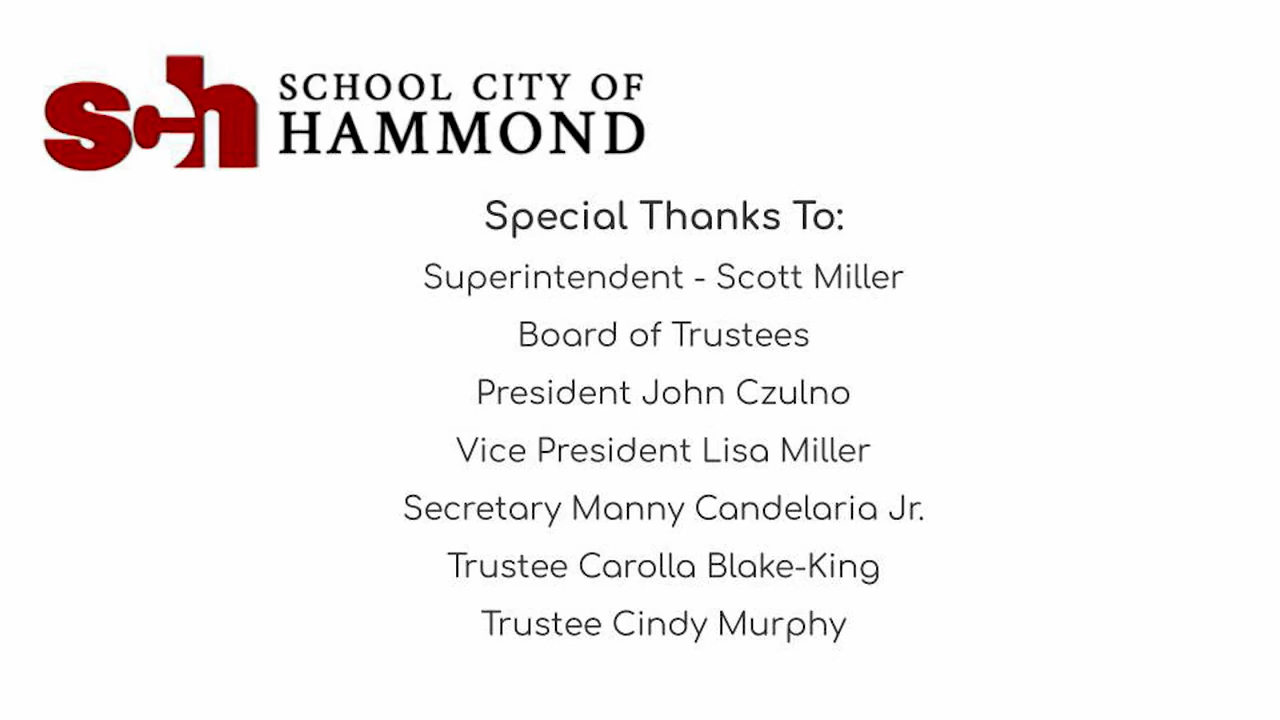 sch
SCHOOL CITY OF
HAMMOND
Special Thanks To:
Superintendent - Scott Miller
Board of Trustees
President John Czulno
Vice President Lisa Miller
Secretary Manny Candelaria Jr.
Trustee Carolla Blake-King
Trustee Cindy Murphy